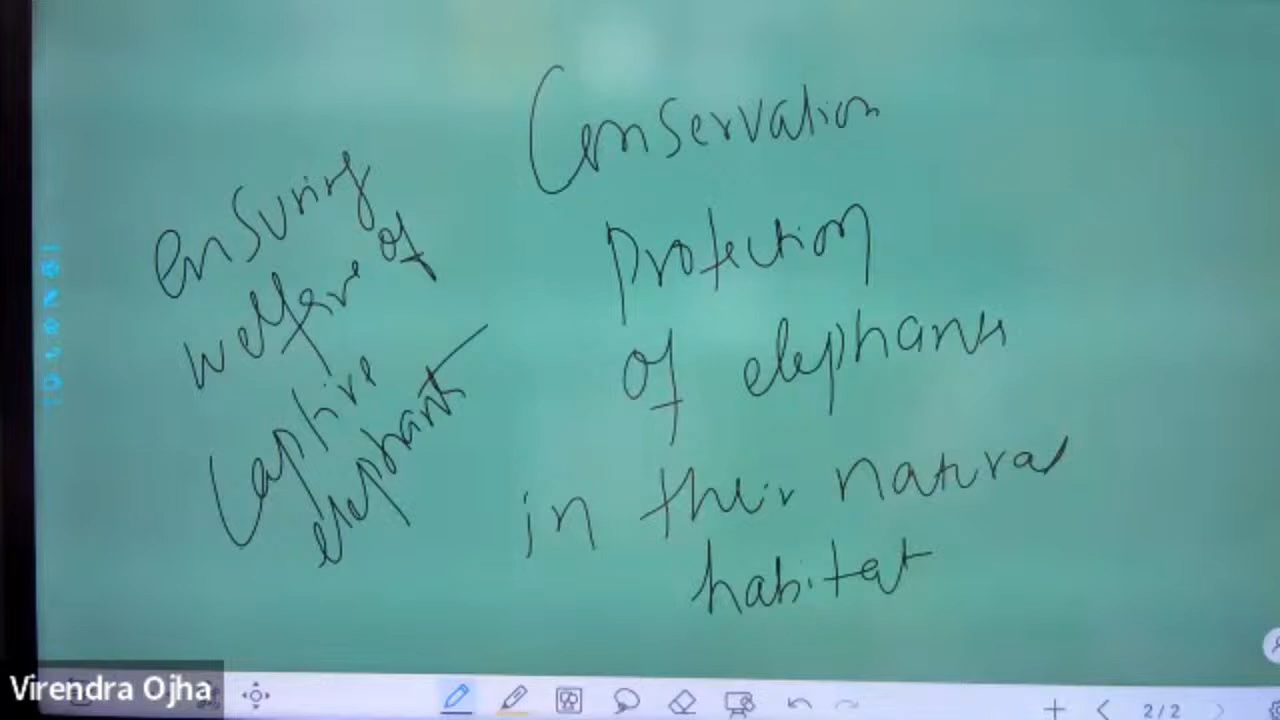 ensuring
welfare of
captive
elephants
Conservation
protection
of elephants
in their natural
habitat
Virendra Ojha
2/2